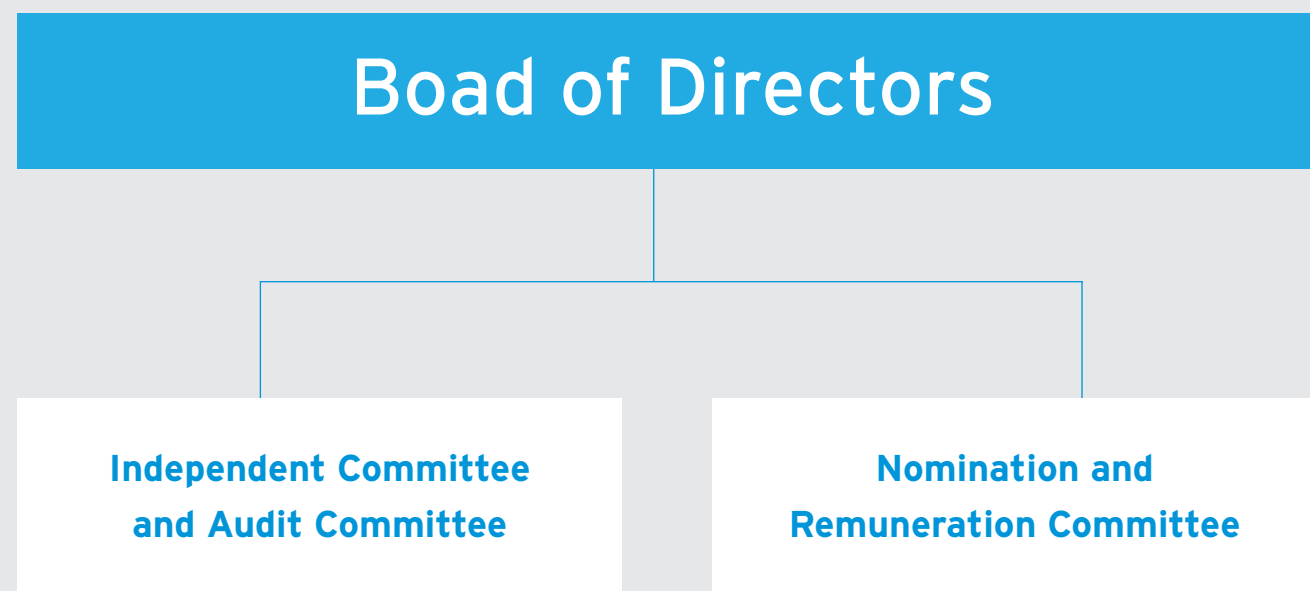 Boad of Directors
Independent Committee
and Audit Committee
Nomination and
Remuneration Committee